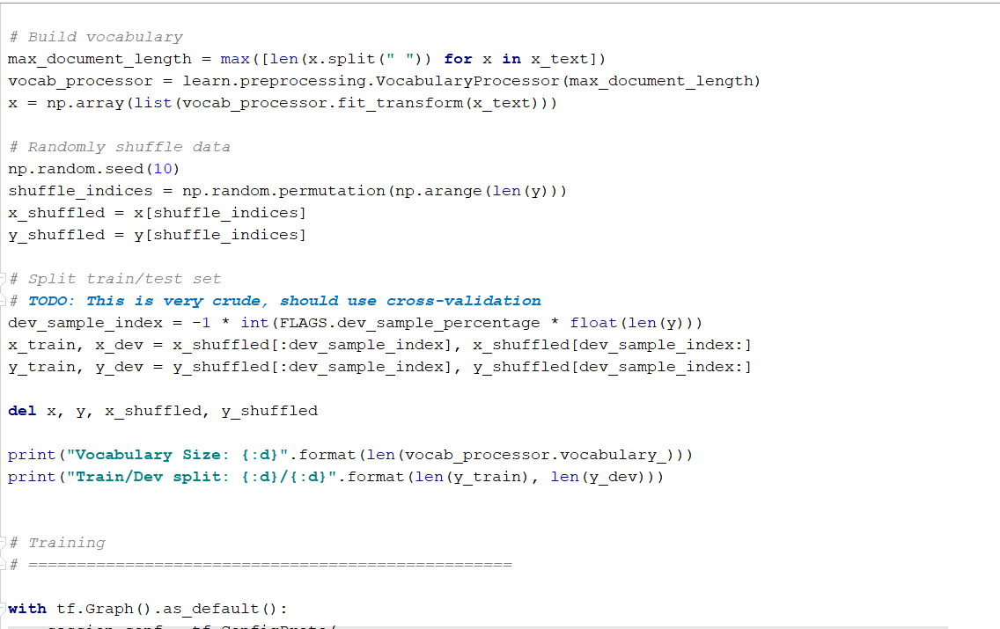 # Build vocabulary
max_document_length = max([len(x.split(" ")) for x in x_text])
vocab_processor = learn.preprocessing.VocabularyProcessor(max_document_length)
x = np.array(list(vocab_processor.fit_transform(x_text)))
# Randomly shuffle data
np.random.seed(10)
shuffle_indices = np.random.permutation(np.arange(len(y)))
x_shuffled = x[shuffle_indices]
y_shuffled = y[shuffle_indices]
# Split train/test set
# TODO: This is very crude, should use cross-validation
dev_sample_index = -1 * int(FLAGS.dev_sample_percentage * float(len(y)))
x_train, x_dev = x_shuffled[:dev_sample_index], x_shuffled[dev_sample_index:]
y_train, y_dev = y_shuffled[:dev_sample_index], y_shuffled[dev_sample_index:]
del x, y, x_shuffled, y_shuffled
print("Vocabulary Size: {:d}".format(len(vocab_processor.vocabulary_)))
print("Train/Dev split: {:d}/{:d}".format(len(y_train), len(y_dev)))
# Training
# ==================================================
with tf.Graph().as_default():